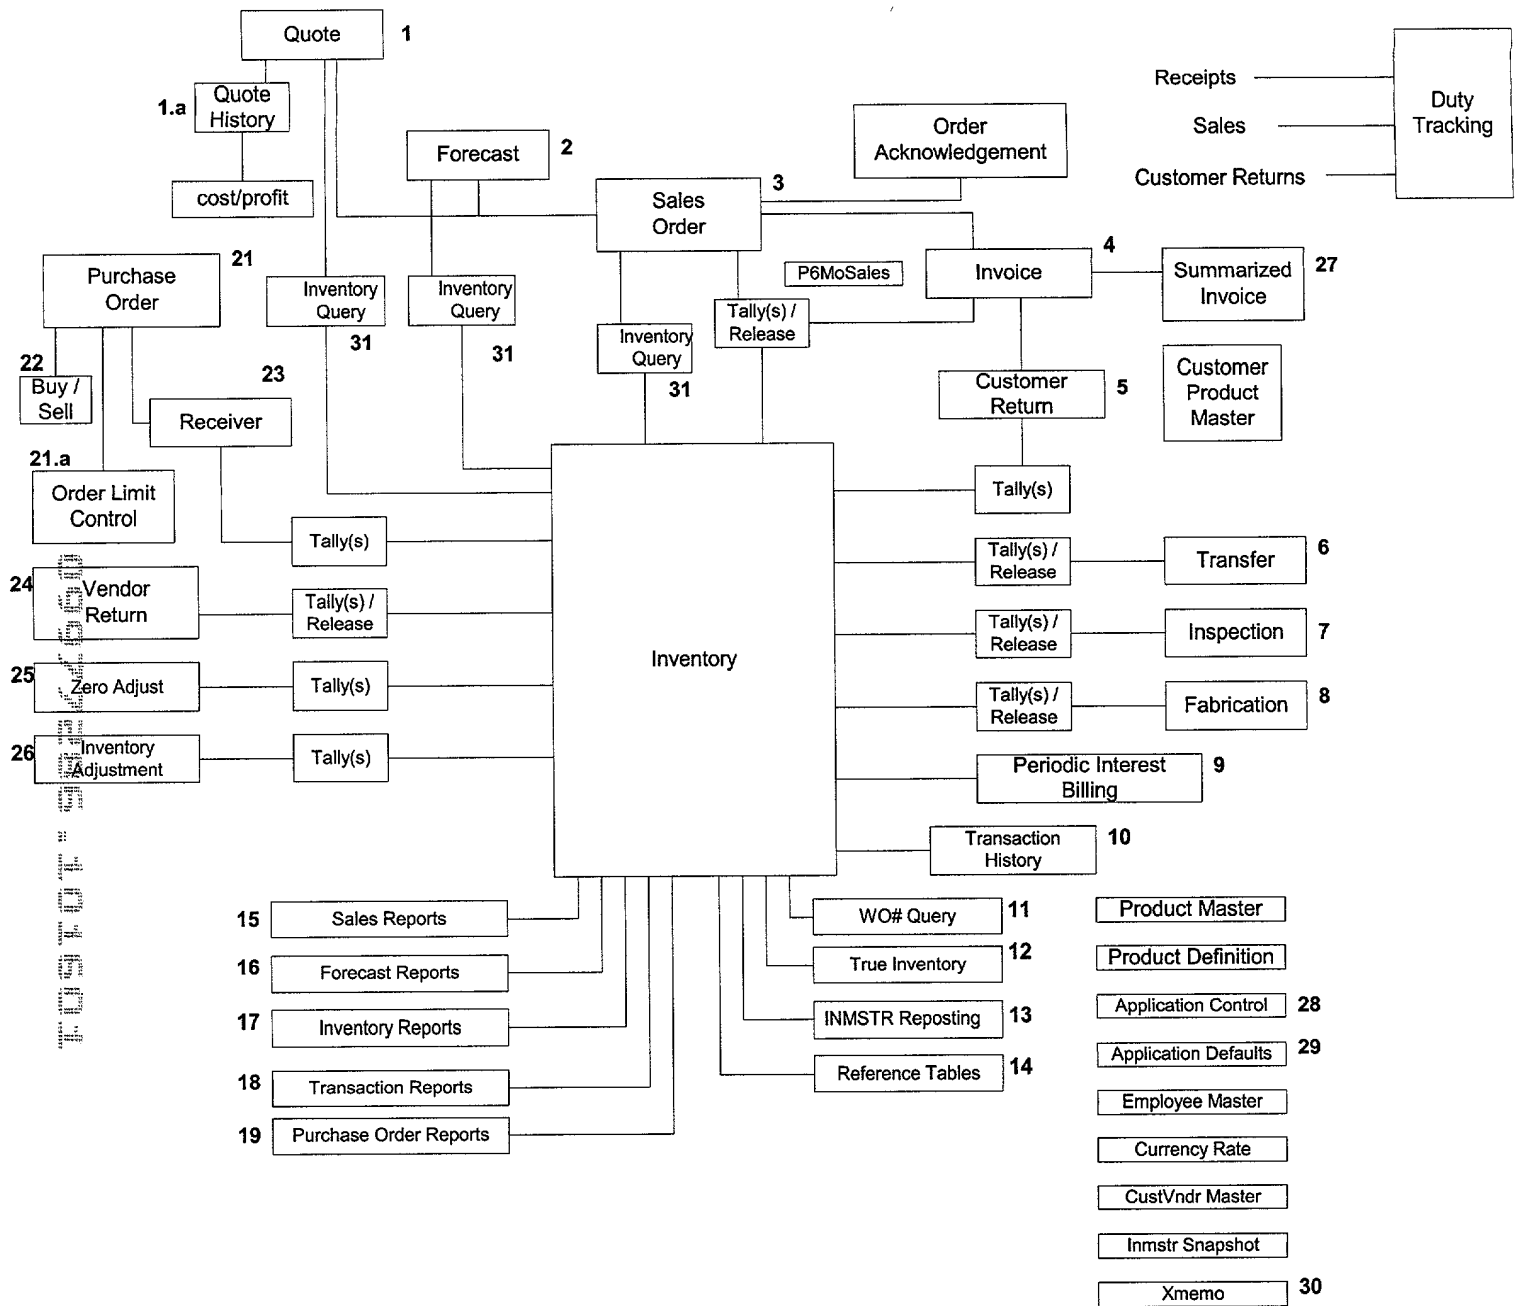 Quote
1
1.a
Quote
History
cost/profit
Forecast
2
Order
Acknowledgement
Receipts
Sales
Customer Returns
Duty
Tracking
Sales
Order
3
Purchase
Order
21
Inventory
Query
31
Inventory
Query
31
Inventory
Query
31
P6MoSales
Tally(s) /
Release
Invoice
4
Summarized
Invoice
27
22
Buy /
Sell
23
Receiver
Customer
Return
5
Customer
Product
Master
21.a
Order Limit
Control
Tally(s)
Tally(s)
24
Vendor
Return
Tally(s) /
Release
25
Zero Adjust
Tally(s)
26
Inventory
Adjustment
Tally(s)
Inventory
Tally(s) /
Release
Transfer
6
Tally(s) /
Release
Inspection
7
Tally(s) /
Release
Fabrication
8
Periodic Interest
Billing
9
Transaction
History
10
15
Sales Reports
16
Forecast Reports
17
Inventory Reports
18
Transaction Reports
19
Purchase Order Reports
WO# Query
11
True Inventory
12
INMSTR Reposting
13
Reference Tables
14
Product Master
Product Definition
Application Control
28
Application Defaults
29
Employee Master
Currency Rate
CustVndr Master
Inmstr Snapshot
Xmemo
30